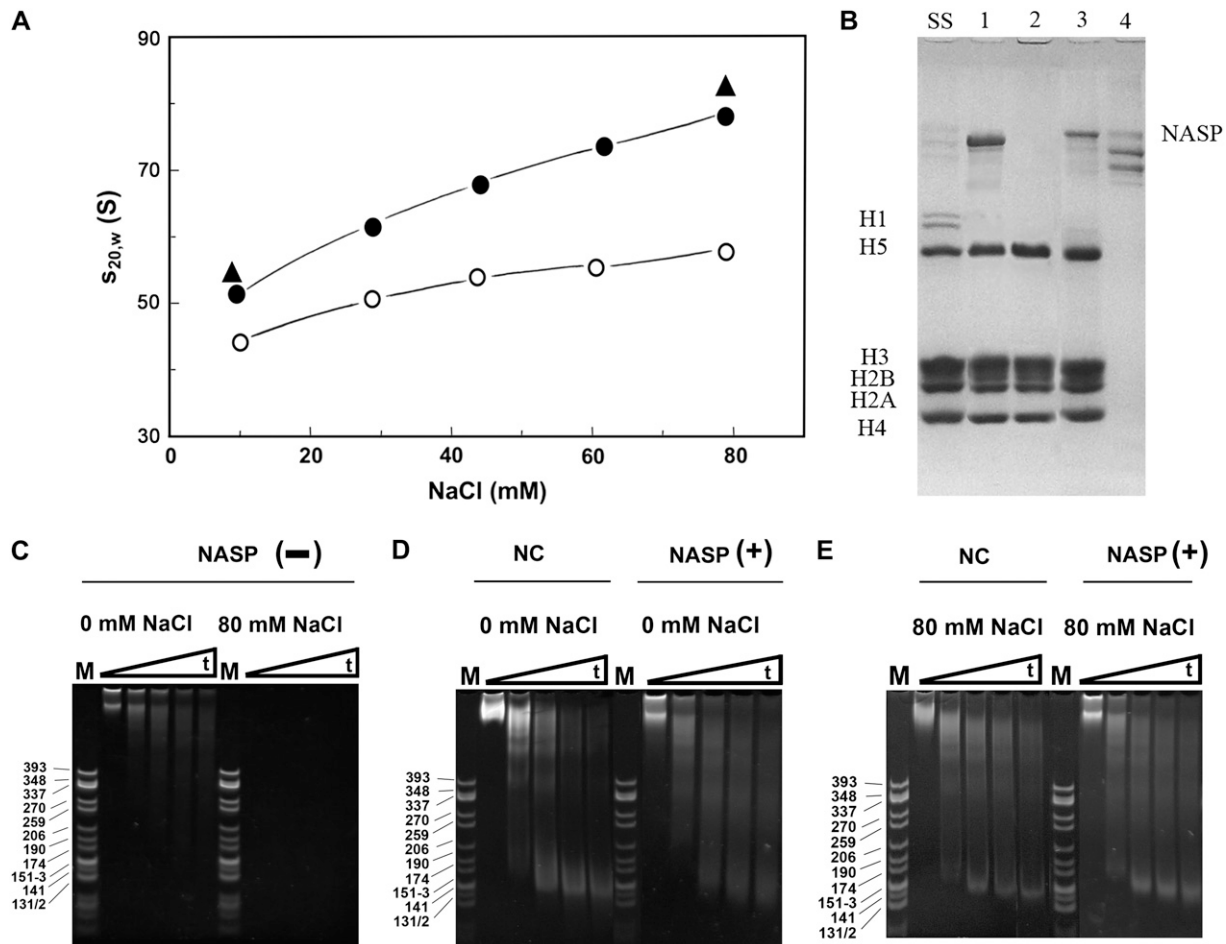 A
90
70
50
30
s20,w (S)
0 20 40 60 80
NaCl (mM)
B
SS 1 2 3 4
NASP
H1
H5
H3
H2B
H2A
H4
C
NASP (−)
0 mM NaCl 80 mM NaCl
M t M t
393
348
337
270
259
206
190
174
151-3
141
131/2
D
NC NASP (+)
0 mM NaCl 0 mM NaCl
M t M t
393
348
337
270
259
206
190
174
151-3
141
131/2
E
NC NASP (+)
80 mM NaCl 80 mM NaCl
M t M t
393
348
337
270
259
206
190
174
151-3
141
131/2